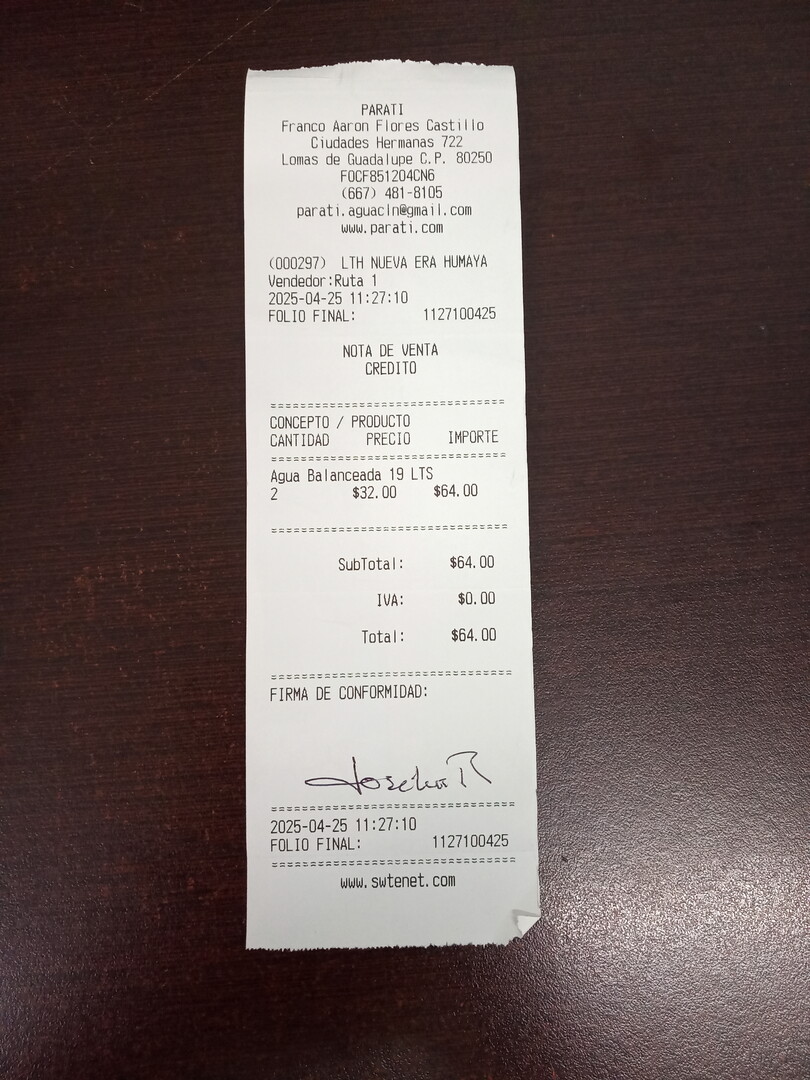 PARATI
Franco Aaron Flores Castillo
Ciudades Hermanas 722
Lomas de Guadalupe C.P. 80250
FOCF851204CN6
(667) 481-8105
parati.aguacln@gmail.com
www.parati.com
(000297) LTH NUEVA ERA HUMAYA
Vendedor:Ruta 1
2025-04-25 11:27:10
FOLIO FINAL: 1127100425
NOTA DE VENTA
CREDITO
================================
CONCEPTO / PRODUCTO
CANTIDAD PRECIO IMPORTE
================================
Agua Balanceada 19 LTS
2 $32.00 $64.00
================================
SubTotal: $64.00
IVA: $0.00
Total: $64.00
================================
FIRMA DE CONFORMIDAD:
================================
2025-04-25 11:27:10
FOLIO FINAL: 1127100425
================================
www.swtenet.com